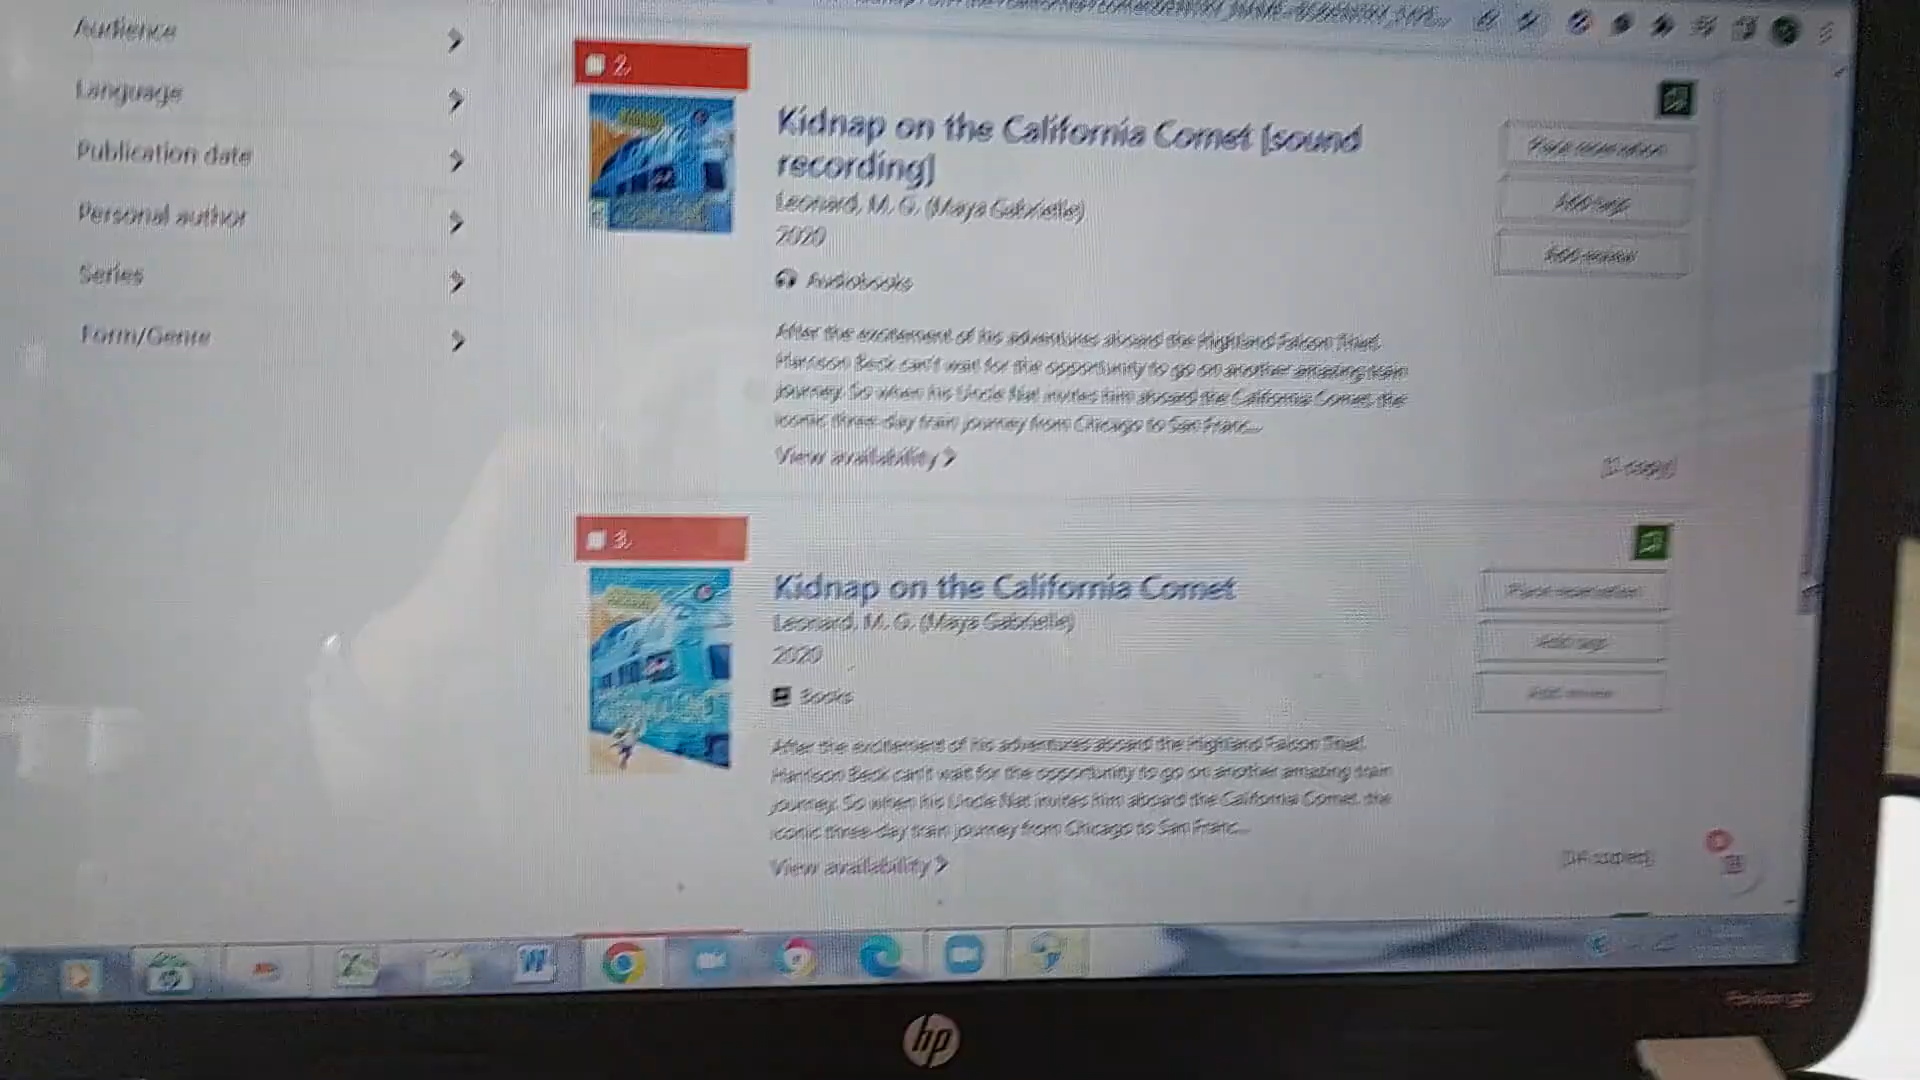 Audience
Language
Publication date
Personal author
Series
Form/Genre
2.
Kidnap on the California Comet [sound
recording]
Leonard, M. G. (Maya Gabrielle)
2020
Audiobooks
After the excitement of his adventures aboard the Highland Falcon Thief,
Harrison Beck can't wait for the opportunity to go on another amazing train
journey. So when his Uncle Nat invites him aboard the California Comet, the
iconic three-day train journey from Chicago to San Franc...
View availability
3.
Kidnap on the California Comet
Leonard, M. G. (Maya Gabrielle)
2020
Books
Place reservation
Add tag
Add review
After the excitement of his adventures aboard the Highland Falcon Thief,
Harrison Beck can't wait for the opportunity to go on another amazing train
journey. So when his Uncle Nat invites him aboard the California Comet, the
iconic three-day train journey from Chicago to San Franc...
View availability
hp